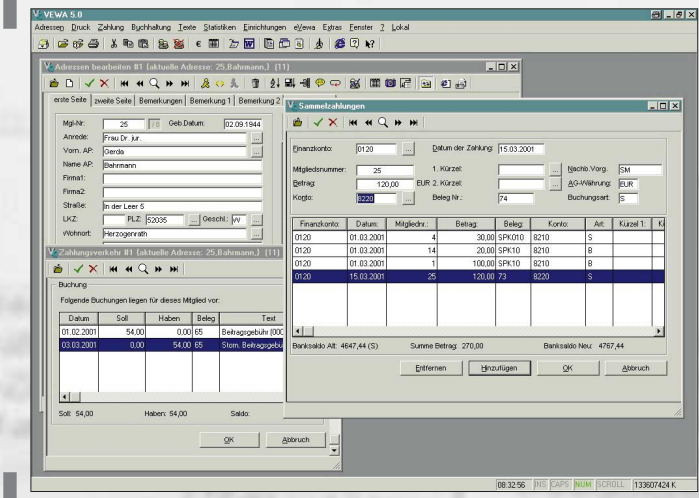 VEWA 5.0
Adressen Druck Zahlung Buchhaltung Texte Statistiken Einrichtungen eVewa Extras Fenster ? Lokal
Adressen bearbeiten #1 (aktuelle Adresse: 25,Bahrmann,) (11)
erste Seite zweite Seite Bemerkungen Bemerkung 1 Bemerkung 2
Mgl-Nr: 25 Geb.Datum: 02.09.1944
Anrede: Frau Dr. jur. ...
Vorn. AP: Gerda ...
Name AP: Bahrmann
Firma1:
Firma2:
Straße: In der Leer 5
LKZ: PLZ: 52035 ... Geschl.: W ...
Wohnort: Herzogenrath
Zahlungsverkehr #1 (aktuelle Adresse: 25,Bahrmann,) (11)
Buchung
Folgende Buchungen liegen für dieses Mitglied vor:
Datum Soll Haben Beleg Text
01.02.2001 54,00 0,00 65 Beitragsgebühr (000
03.03.2001 0,00 54,00 65 Storn. Beitragsgebü
Soll: 54,00 Haben: 54,00 Saldo:
OK Abbruch
Sammelzahlungen
Finanzkonto: 0120 ... Datum der Zahlung: 15.03.2001
Mitgliedsnummer: 25 1. Kürzel: ... Nachb.Vorg. SM
Betrag: 120,00 EUR 2. Kürzel: ... AG-Währung: EUR
Konto: 8220 ... Beleg Nr.: 74 Buchungsart: S
Finanzkonto: Datum: Mitgliednr.: Betrag: Beleg: Konto: Art: Kürzel 1: Kü
0120 01.03.2001 4 30,00 SPK010 8210 S
0120 01.03.2001 14 20,00 SPK10 8210 B
0120 01.03.2001 1 100,00 SPK10 8210 B
0120 15.03.2001 25 120,00 73 8220 S
Banksaldo Alt: 4647,44 (S) Summe Betrag: 270,00 Banksaldo Neu: 4767,44
Entfernen Hinzufügen OK Abbruch
08:32:56 INS CAPS NUM SCROLL 133607424 K